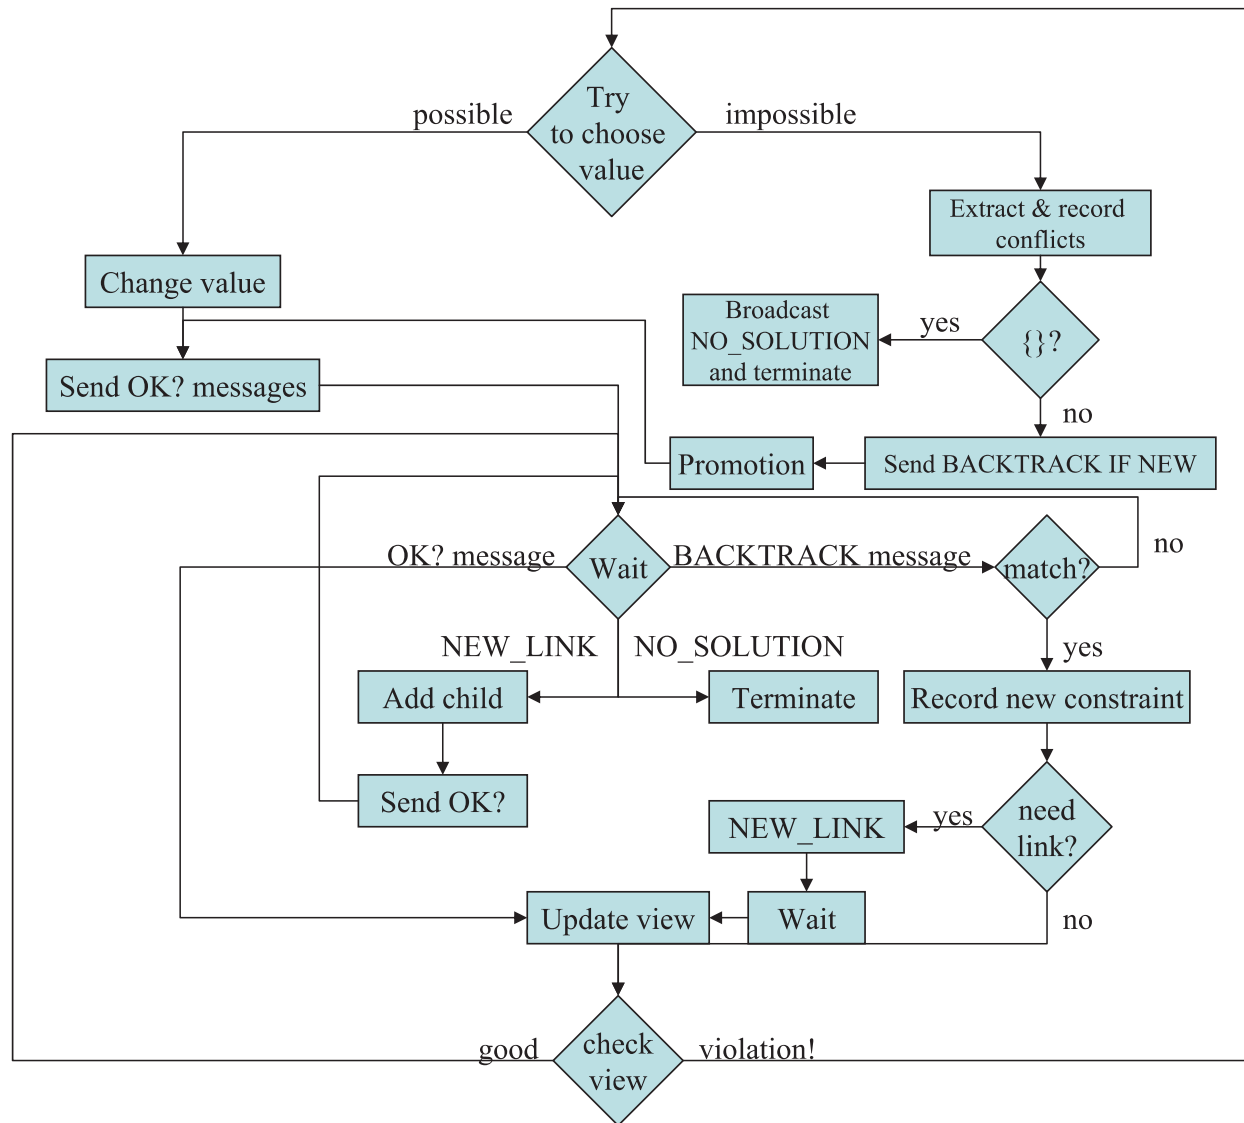 Try
to choose
value
possible
impossible
Extract & record
conflicts
Change value
Broadcast
NO_SOLUTION
and terminate
yes
{}?
Send OK? messages
no
Promotion
Send BACKTRACK IF NEW
OK? message
Wait
BACKTRACK message
match?
no
NEW_LINK
NO_SOLUTION
yes
Add child
Terminate
Record new constraint
Send OK?
NEW_LINK
yes
need
link?
Update view
Wait
no
good
check
view
violation!